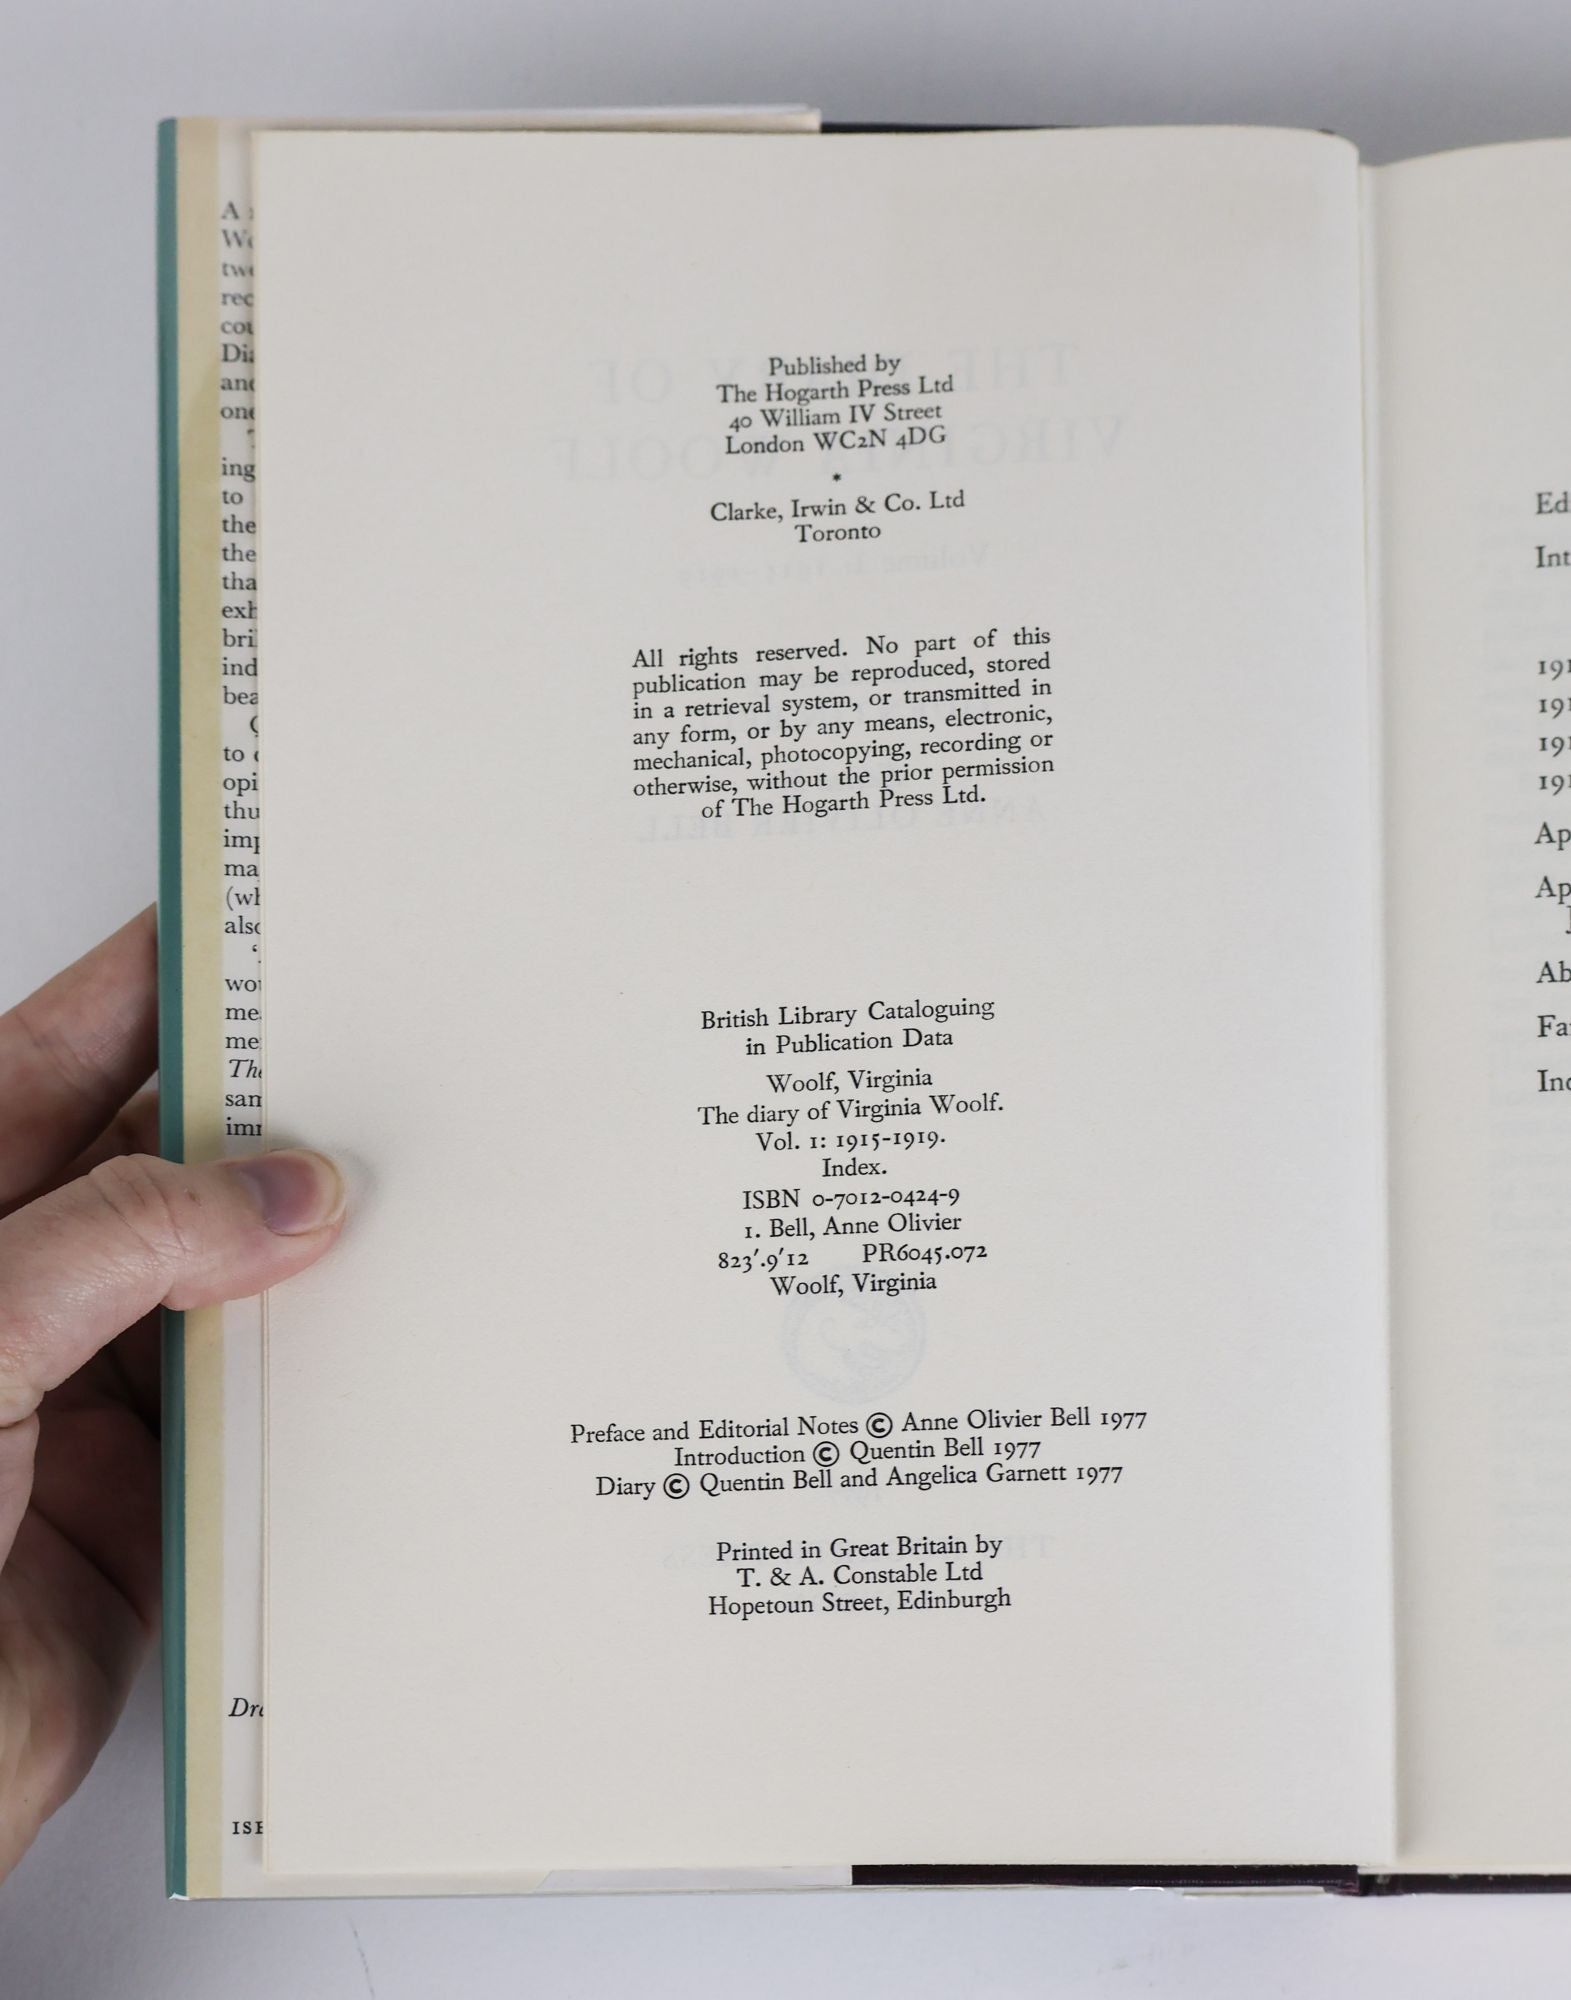 Published by
The Hogarth Press Ltd
40 William IV Street
London WC2N 4DG
*
Clarke, Irwin & Co. Ltd
Toronto
All rights reserved. No part of this
publication may be reproduced, stored
in a retrieval system, or transmitted in
any form, or by any means, electronic,
mechanical, photocopying, recording or
otherwise, without the prior permission
of The Hogarth Press Ltd.
British Library Cataloguing
in Publication Data
Woolf, Virginia
The diary of Virginia Woolf.
Vol. 1: 1915-1919.
Index.
ISBN 0-7012-0424-9
1. Bell, Anne Olivier
823'.9'12 PR6045.072
Woolf, Virginia
Preface and Editorial Notes © Anne Olivier Bell 1977
Introduction © Quentin Bell 1977
Diary © Quentin Bell and Angelica Garnett 1977
Printed in Great Britain by
T. & A. Constable Ltd
Hopetoun Street, Edinburgh
A
ing
to
the
the
to